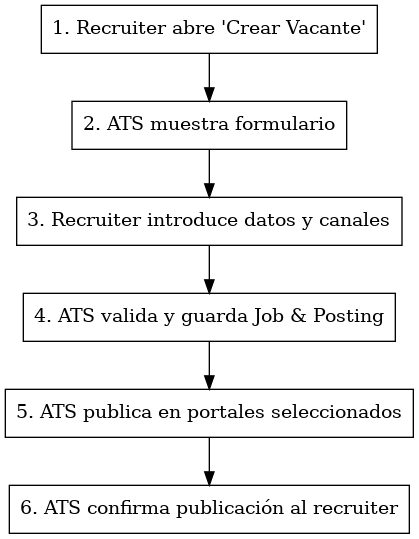 1. Recruiter abre 'Crear Vacante'
2. ATS muestra formulario
3. Recruiter introduce datos y canales
4. ATS valida y guarda Job & Posting
5. ATS publica en portales seleccionados
6. ATS confirma publicación al recruiter